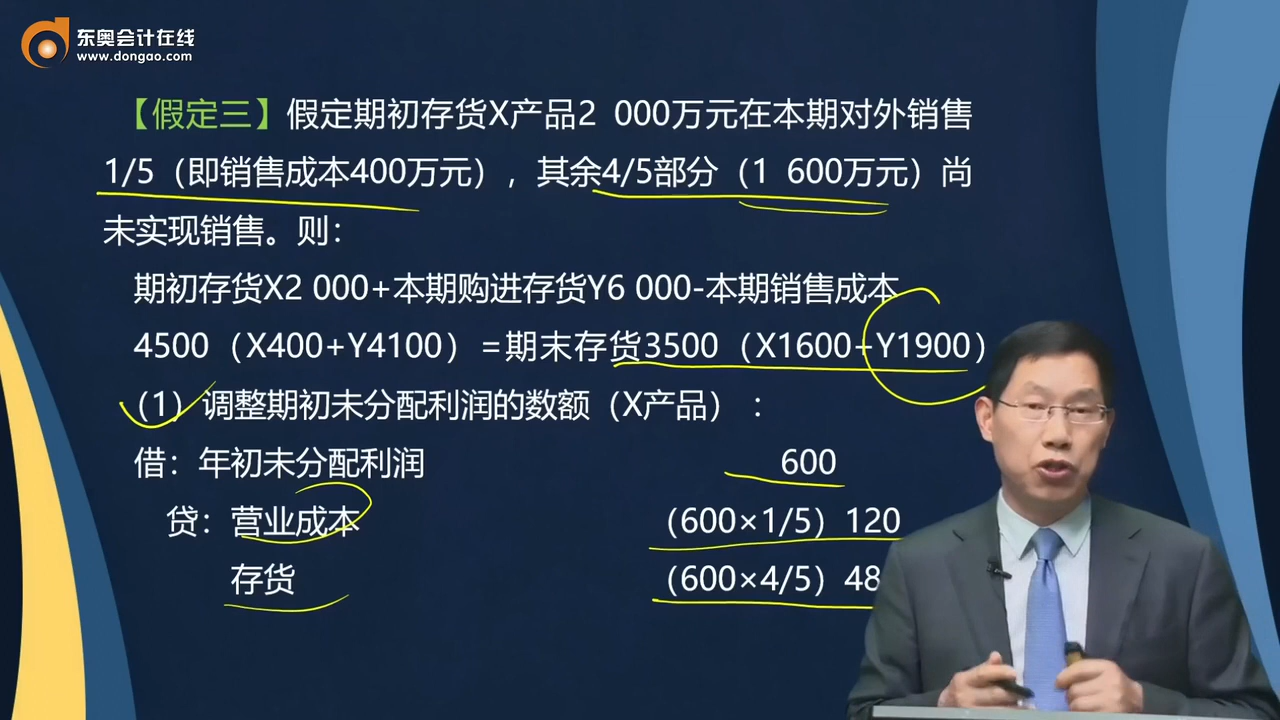 东奥会计在线
www.dongao.com
【假定三】假定期初存货X产品2 000万元在本期对外销售
1/5（即销售成本400万元），其余4/5部分（1 600万元）尚
未实现销售。则：
期初存货X2 000+本期购进存货Y6 000-本期销售成本
4500（X400+Y4100）=期末存货3500（X1600+Y1900）
（1）调整期初未分配利润的数额（X产品）：
借：年初未分配利润 600
贷：营业成本 （600×1/5）120
存货 （600×4/5）48